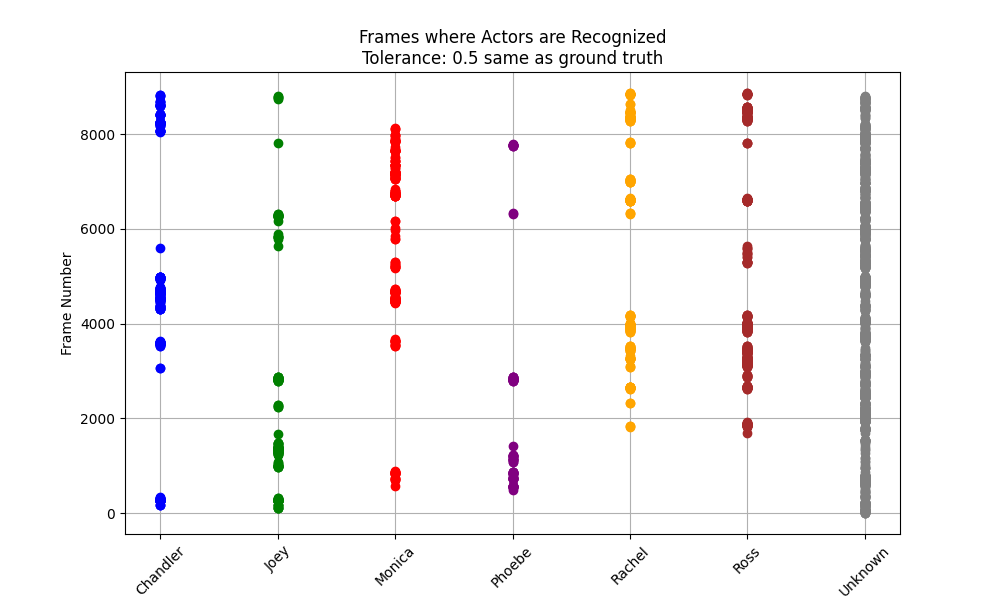 Frames where Actors are Recognized
Tolerance: 0.5 same as ground truth
Frame Number
8000
6000
4000
2000
0
Chandler
Joey
Monica
Phoebe
Rachel
Ross
Unknown